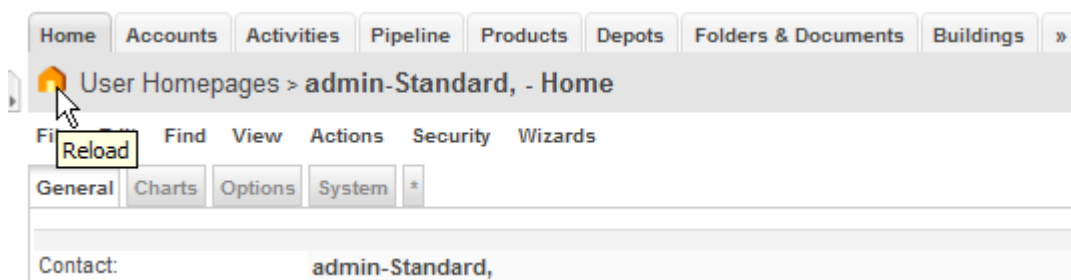 Home Accounts Activities Pipeline Products Depots Folders & Documents Buildings »
User Homepages > admin-Standard, - Home
Find View Actions Security Wizards
Reload
General Charts Options System *
Contact: admin-Standard,